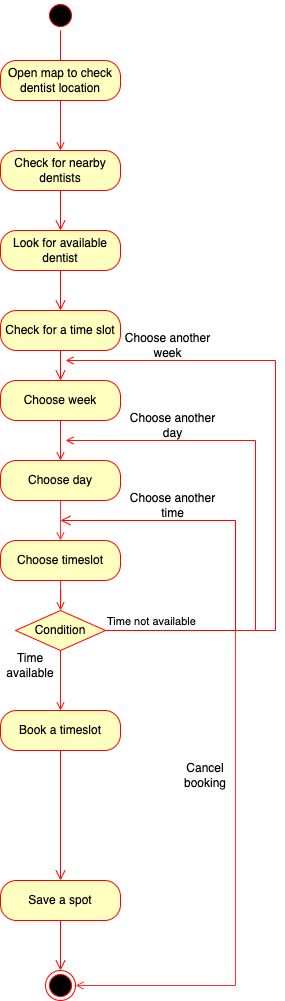 Open map to check
dentist location
Check for nearby
dentists
Look for available
dentist
Check for a time slot
Choose another
week
Choose week
Choose another
day
Choose day
Choose another
time
Choose timeslot
Time not available
Condition
Time
available
Book a timeslot
Cancel
booking
Save a spot